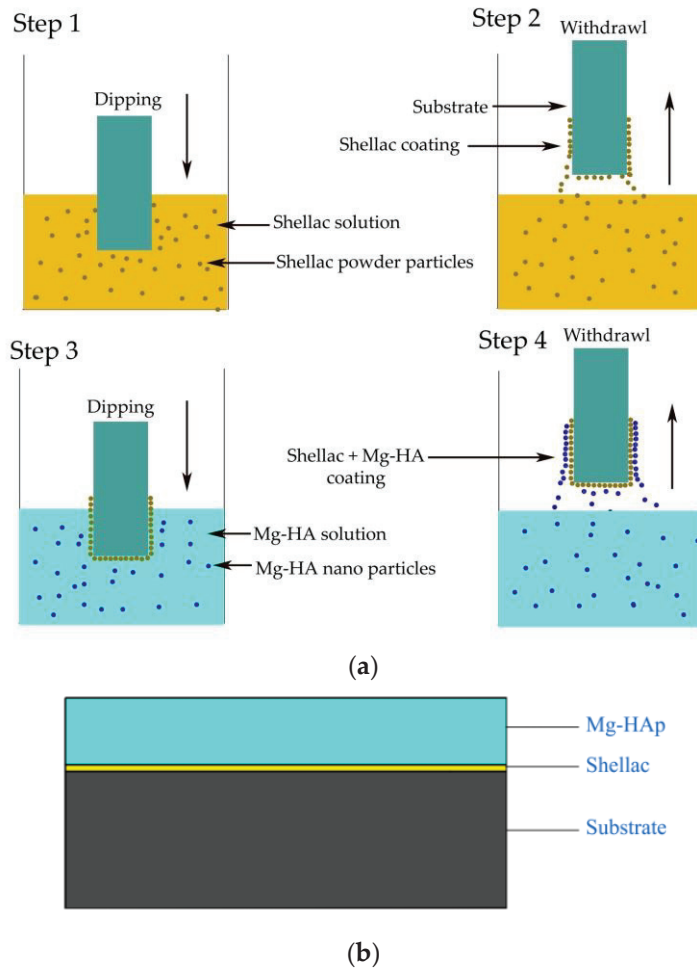 Step 1
Dipping
Shellac solution
Shellac powder particles
Step 2
Withdrawl
Substrate
Shellac coating
Step 3
Dipping
Mg-HA solution
Mg-HA nano particles
Step 4
Withdrawl
Shellac + Mg-HA
coating
(a)
Mg-HAp
Shellac
Substrate
(b)